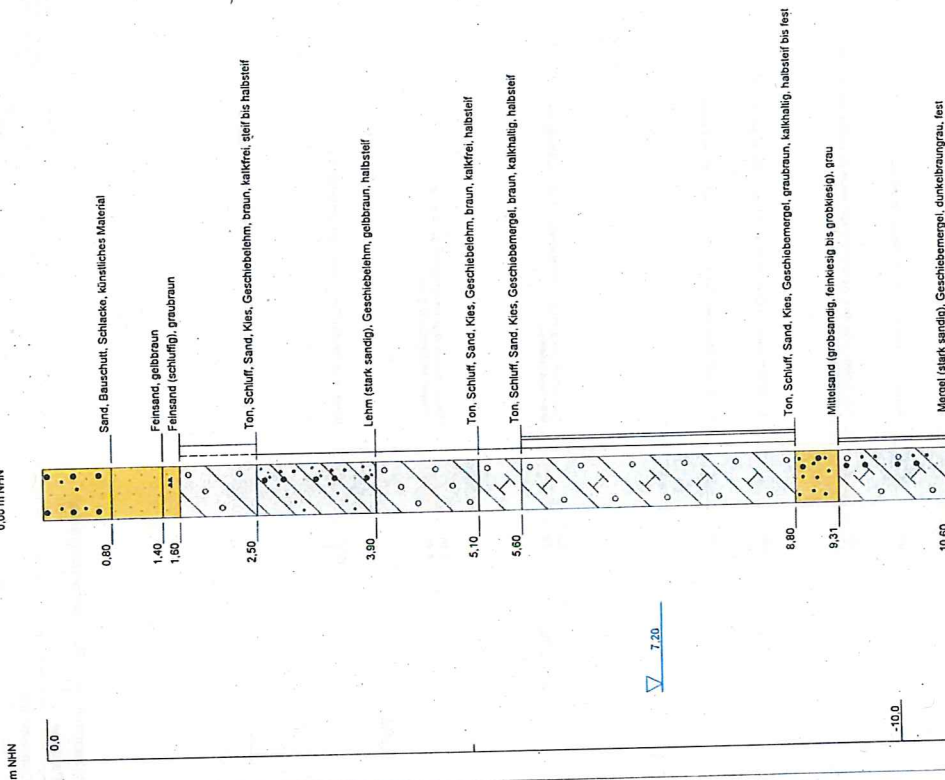 m NHN
0,0
-10,0
7,20
0,80
1,40
1,60
2,50
3,90
5,10
5,60
8,80
9,31
10,60
Sand, Bauschutt, Schlacke, künstliches Material
Feinsand, gelbbraun
Feinsand (schluffig), graubraun
Ton, Schluff, Sand, Kies, Geschiebelehm, braun, kalkfrei, steif bis halbsteif
Lehm (stark sandig), Geschiebelehm, gelbbraun, halbsteif
Ton, Schluff, Sand, Kies, Geschiebelehm, braun, kalkfrei, halbsteif
Ton, Schluff, Sand, Kies, Geschiebemergel, braun, kalkhaltig, halbsteif
Ton, Schluff, Sand, Kies, Geschiebemergel, graubraun, kalkhaltig, halbsteif bis fest
Mittelsand (grobsandig, feinkiesig bis grobkiesig), grau
Mergel (stark sandig), Geschiebemergel, dunkelbraungrau, fest